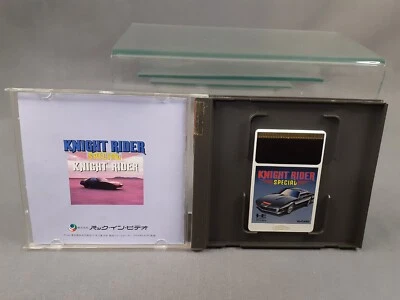 KNIGHT RIDER
SPECIAL
KNIGHT RIDER
パック・イン・ビデオ
KNIGHT RIDER
SPECIAL